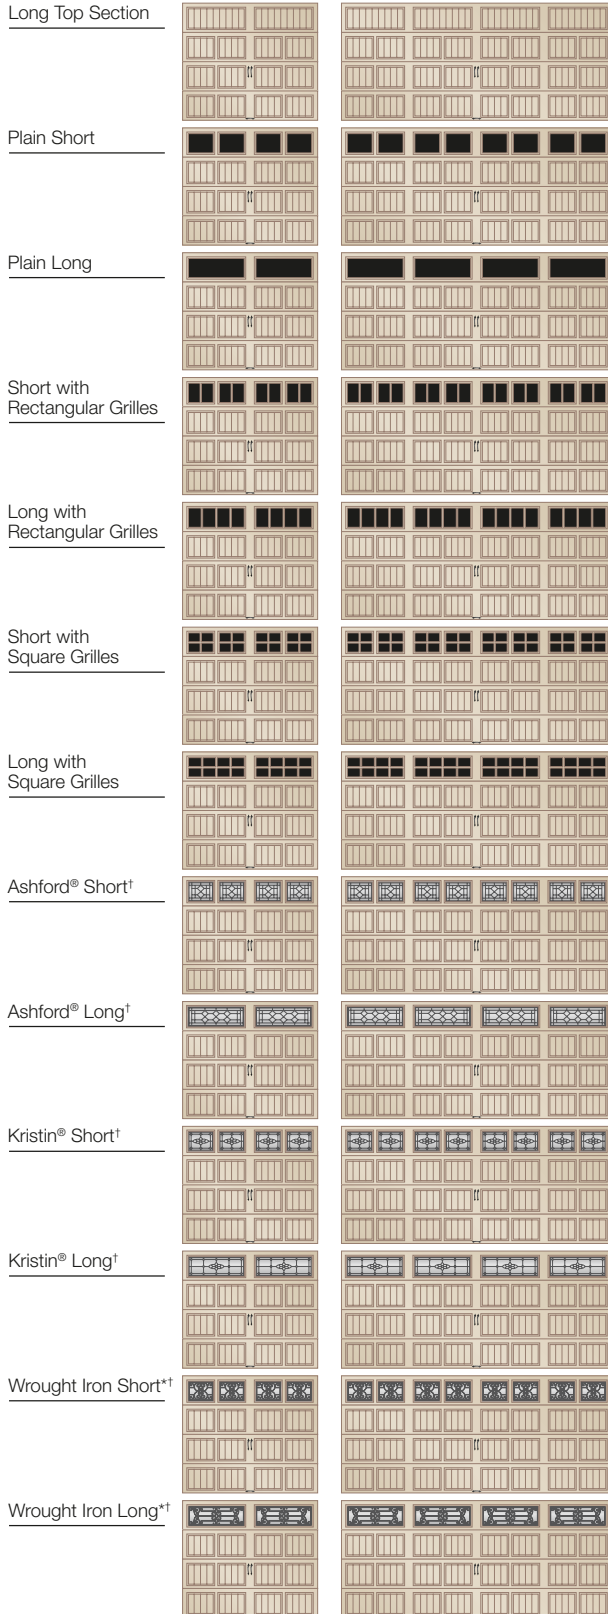 Long Top Section
Plain Short
Plain Long
Short with
Rectangular Grilles
Long with
Rectangular Grilles
Short with
Square Grilles
Long with
Square Grilles
Ashford® Short†
Ashford® Long†
Kristin® Short†
Kristin® Long†
Wrought Iron Short*†
Wrought Iron Long*†